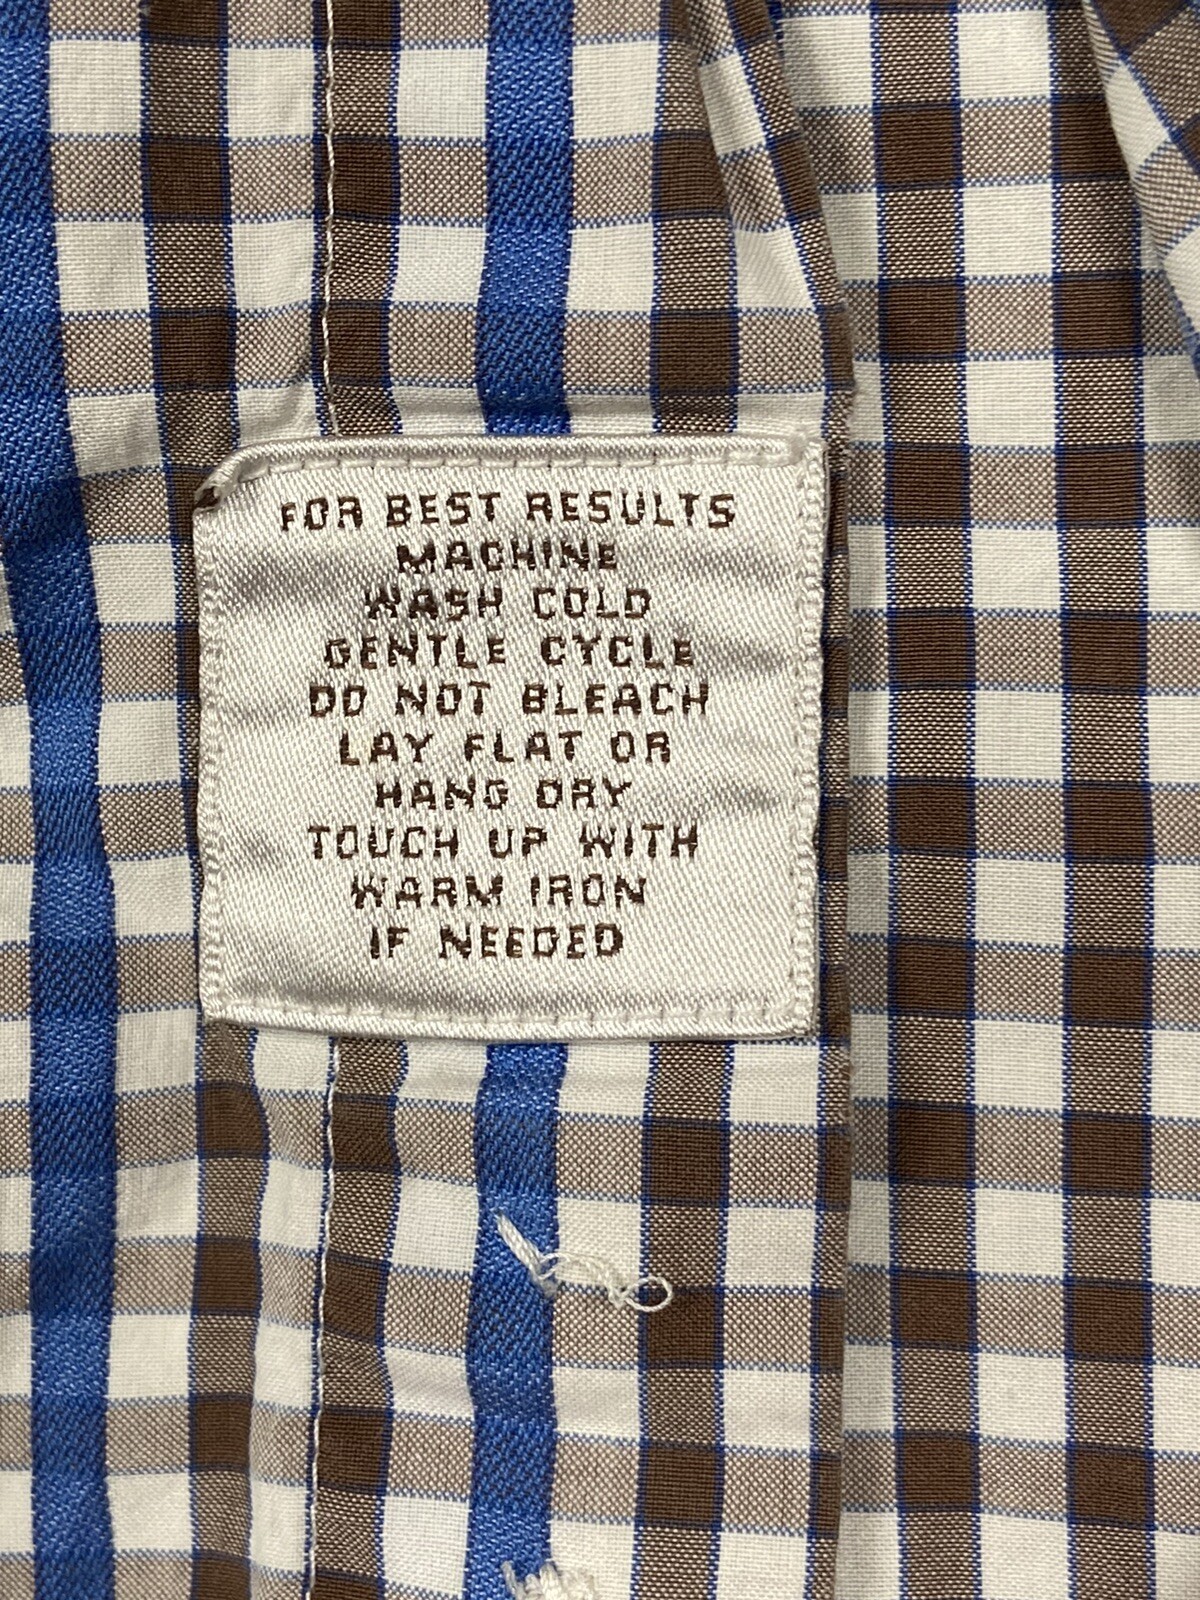 FOR BEST RESULTS
MACHINE
WASH COLD
GENTLE CYCLE
DO NOT BLEACH
LAY FLAT OR
HANG DRY
TOUCH UP WITH
WARM IRON
IF NEEDED